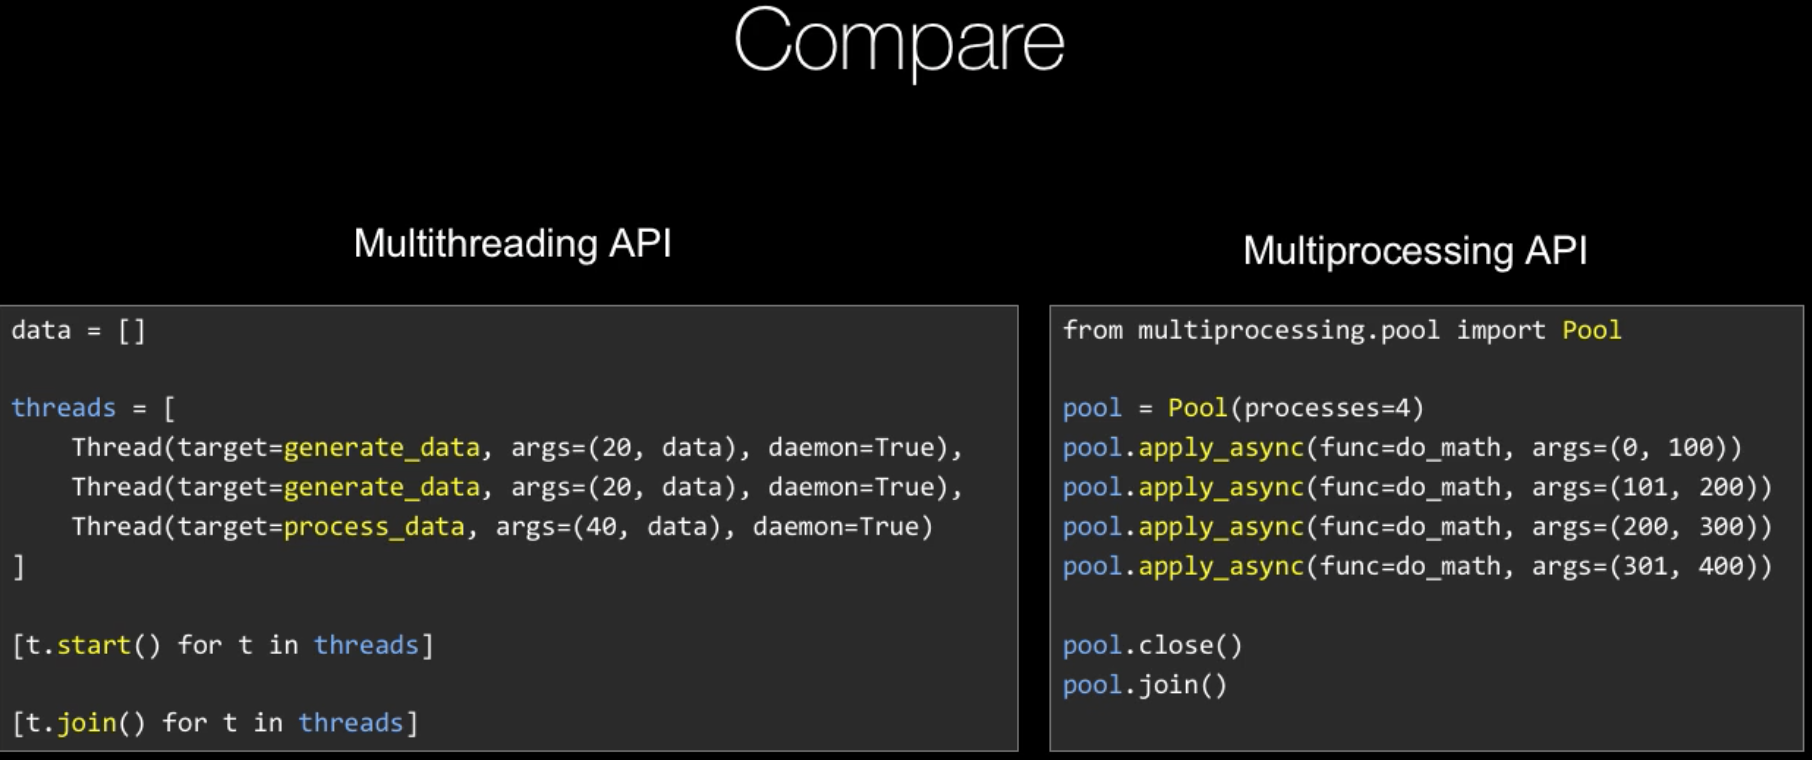 Compare
Multithreading API
data = []
threads = [
    Thread(target=generate_data, args=(20, data), daemon=True),
    Thread(target=generate_data, args=(20, data), daemon=True),
    Thread(target=process_data, args=(40, data), daemon=True)
]
[t.start() for t in threads]
[t.join() for t in threads]
Multiprocessing API
from multiprocessing.pool import Pool
pool = Pool(processes=4)
pool.apply_async(func=do_math, args=(0, 100))
pool.apply_async(func=do_math, args=(101, 200))
pool.apply_async(func=do_math, args=(200, 300))
pool.apply_async(func=do_math, args=(301, 400))
pool.close()
pool.join()